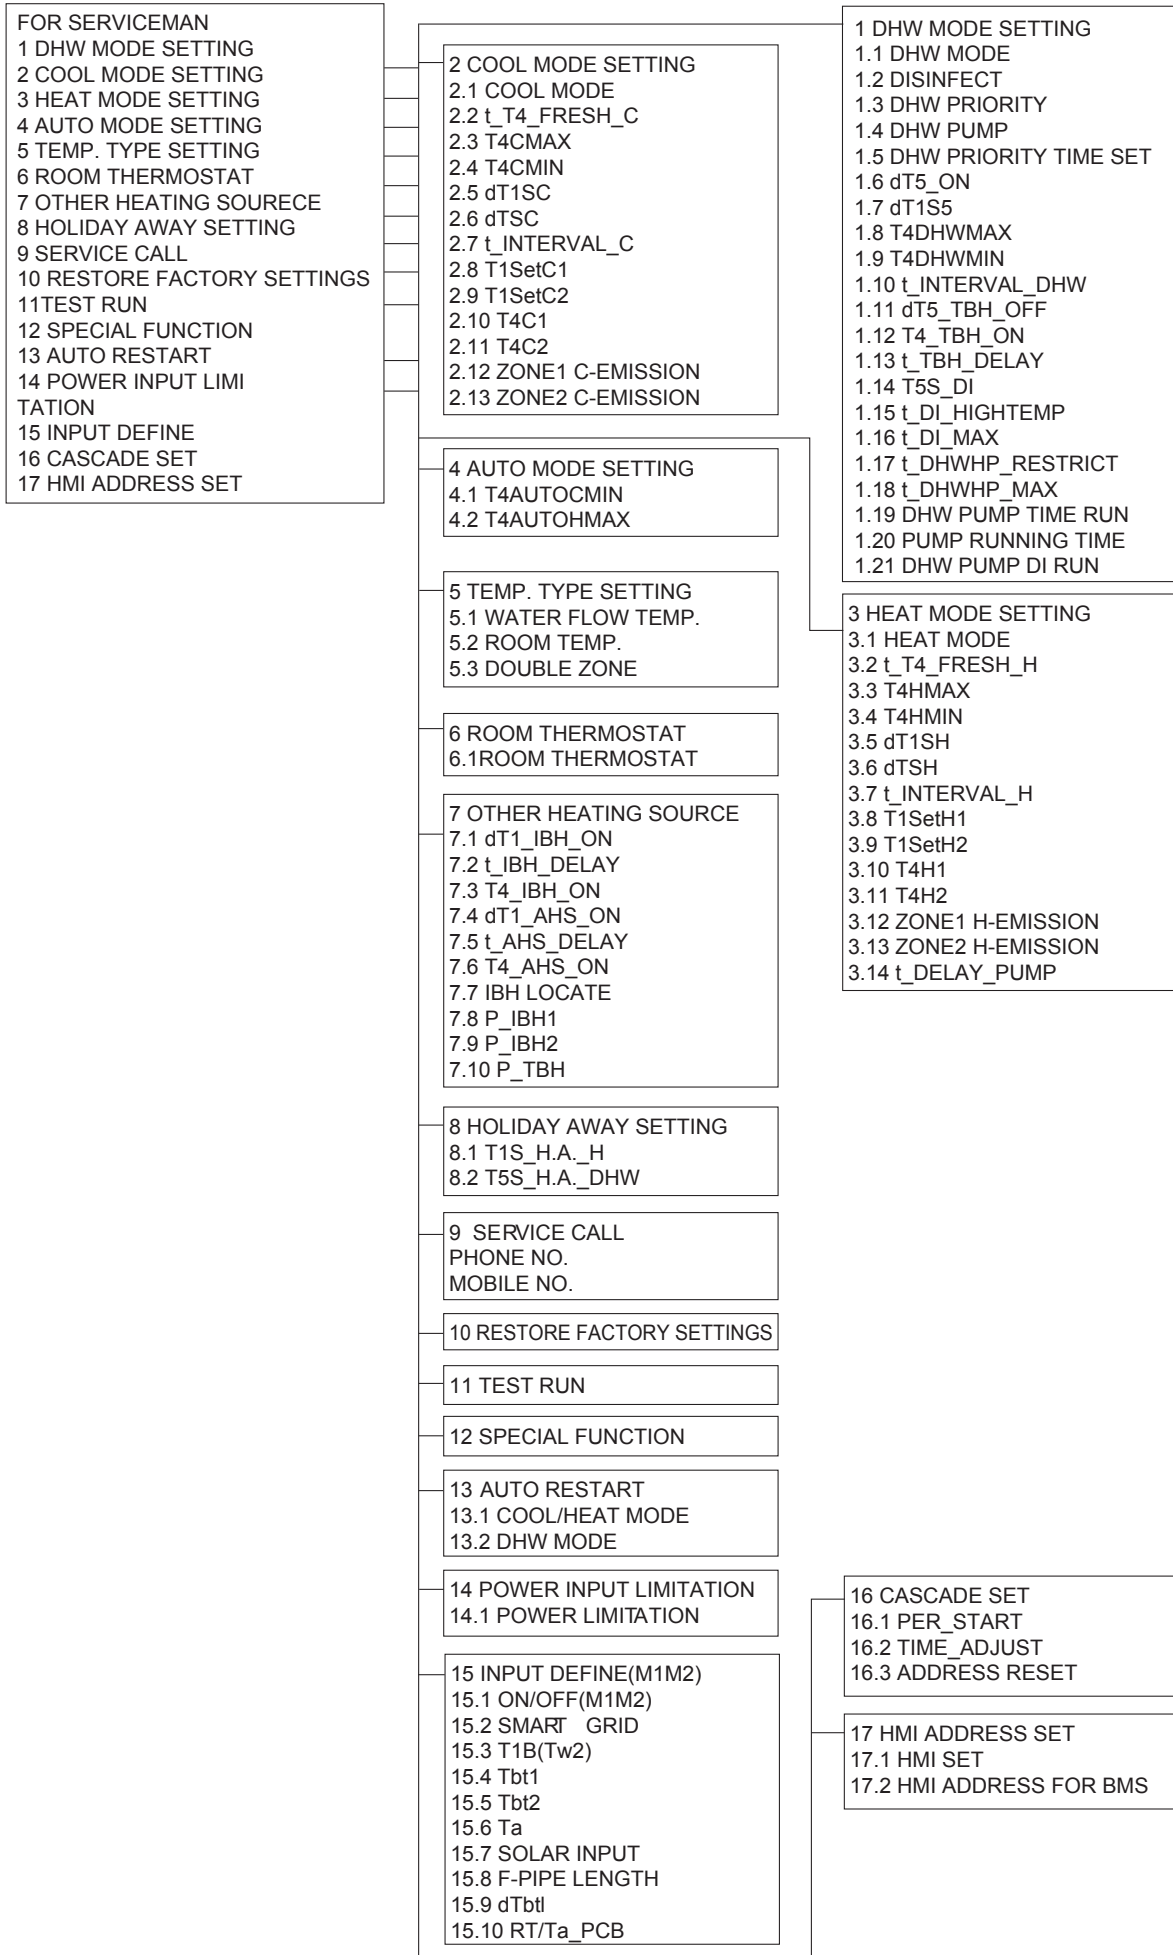 FOR SERVICEMAN
1 DHW MODE SETTING
2 COOL MODE SETTING
3 HEAT MODE SETTING
4 AUTO MODE SETTING
5 TEMP. TYPE SETTING
6 ROOM THERMOSTAT
7 OTHER HEATING SOURECE
8 HOLIDAY AWAY SETTING
9 SERVICE CALL
10 RESTORE FACTORY SETTINGS
11TEST RUN
12 SPECIAL FUNCTION
13 AUTO RESTART
14 POWER INPUT LIMI
TATION
15 INPUT DEFINE
16 CASCADE SET
17 HMI ADDRESS SET
2 COOL MODE SETTING
2.1 COOL MODE
2.2 t_T4_FRESH_C
2.3 T4CMAX
2.4 T4CMIN
2.5 dT1SC
2.6 dTSC
2.7 t_INTERVAL_C
2.8 T1SetC1
2.9 T1SetC2
2.10 T4C1
2.11 T4C2
2.12 ZONE1 C-EMISSION
2.13 ZONE2 C-EMISSION
4 AUTO MODE SETTING
4.1 T4AUTOCMIN
4.2 T4AUTOHMAX
5 TEMP. TYPE SETTING
5.1 WATER FLOW TEMP.
5.2 ROOM TEMP.
5.3 DOUBLE ZONE
6 ROOM THERMOSTAT
6.1ROOM THERMOSTAT
7 OTHER HEATING SOURCE
7.1 dT1_IBH_ON
7.2 t_IBH_DELAY
7.3 T4_IBH_ON
7.4 dT1_AHS_ON
7.5 t_AHS_DELAY
7.6 T4_AHS_ON
7.7 IBH LOCATE
7.8 P_IBH1
7.9 P_IBH2
7.10 P_TBH
8 HOLIDAY AWAY SETTING
8.1 T1S_H.A._H
8.2 T5S_H.A._DHW
9 SERVICE CALL
PHONE NO.
MOBILE NO.
10 RESTORE FACTORY SETTINGS
11 TEST RUN
12 SPECIAL FUNCTION
13 AUTO RESTART
13.1 COOL/HEAT MODE
13.2 DHW MODE
14 POWER INPUT LIMITATION
14.1 POWER LIMITATION
15 INPUT DEFINE(M1M2)
15.1 ON/OFF(M1M2)
15.2 SMART GRID
15.3 T1B(Tw2)
15.4 Tbt1
15.5 Tbt2
15.6 Ta
15.7 SOLAR INPUT
15.8 F-PIPE LENGTH
15.9 dTbtl
15.10 RT/Ta_PCB
1 DHW MODE SETTING
1.1 DHW MODE
1.2 DISINFECT
1.3 DHW PRIORITY
1.4 DHW PUMP
1.5 DHW PRIORITY TIME SET
1.6 dT5_ON
1.7 dT1S5
1.8 T4DHWMAX
1.9 T4DHWMIN
1.10 t_INTERVAL_DHW
1.11 dT5_TBH_OFF
1.12 T4_TBH_ON
1.13 t_TBH_DELAY
1.14 T5S_DI
1.15 t_DI_HIGHTEMP
1.16 t_DI_MAX
1.17 t_DHWHP_RESTRICT
1.18 t_DHWHP_MAX
1.19 DHW PUMP TIME RUN
1.20 PUMP RUNNING TIME
1.21 DHW PUMP DI RUN
3 HEAT MODE SETTING
3.1 HEAT MODE
3.2 t_T4_FRESH_H
3.3 T4HMAX
3.4 T4HMIN
3.5 dT1SH
3.6 dTSH
3.7 t_INTERVAL_H
3.8 T1SetH1
3.9 T1SetH2
3.10 T4H1
3.11 T4H2
3.12 ZONE1 H-EMISSION
3.13 ZONE2 H-EMISSION
3.14 t_DELAY_PUMP
16 CASCADE SET
16.1 PER_START
16.2 TIME_ADJUST
16.3 ADDRESS RESET
17 HMI ADDRESS SET
17.1 HMI SET
17.2 HMI ADDRESS FOR BMS